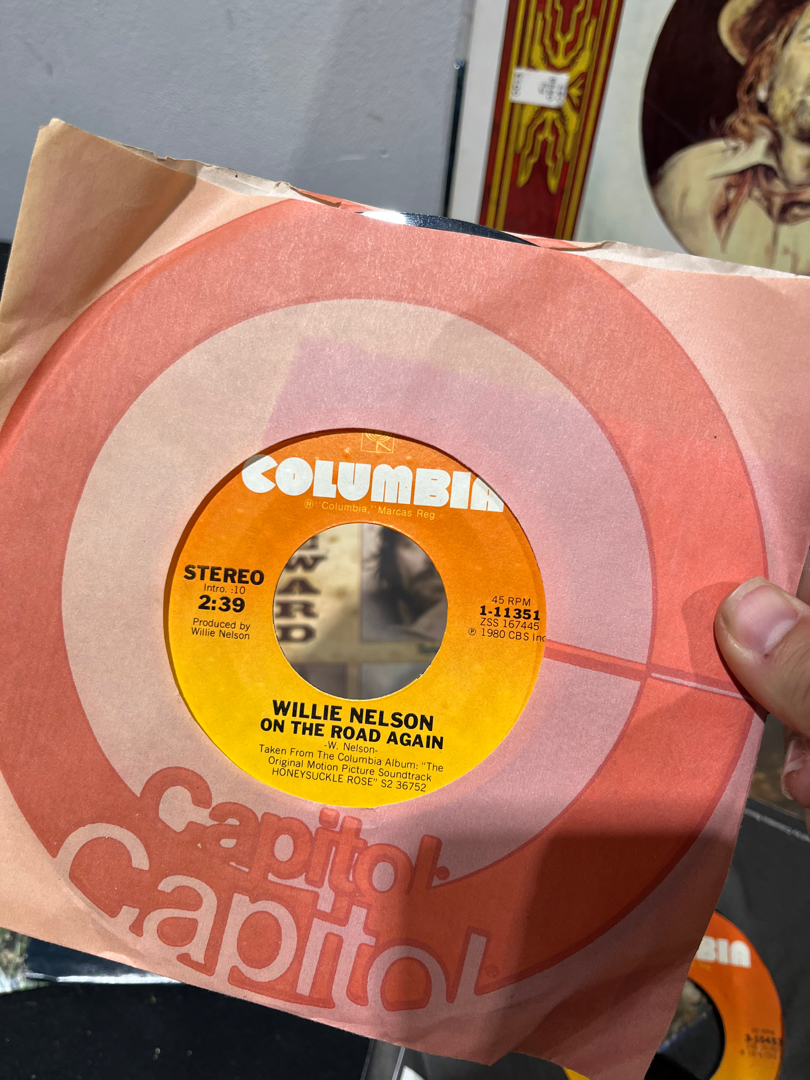 COLUMBIA
® "Columbia," Marcas Reg.
STEREO
Intro. :10
2:39
Produced by
Willie Nelson
45 RPM
1-11351
ZSS 167445
℗ 1980 CBS Inc
WARD
WILLIE NELSON
ON THE ROAD AGAIN
-W. Nelson-
Taken From The Columbia Album: "The
Original Motion Picture Soundtrack
HONEYSUCKLE ROSE" S2 36752
Capitol
Capitol
BIA